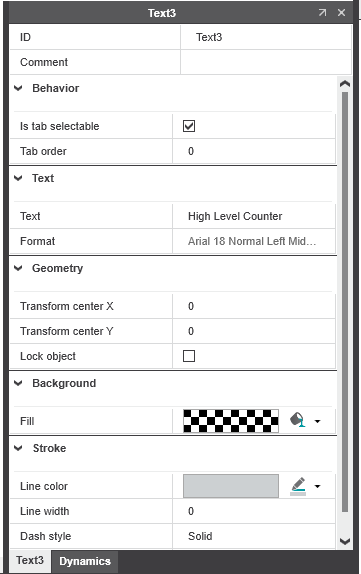 Text3
ID Text3
Comment
Behavior
Is tab selectable
Tab order 0
Text
Text High Level Counter
Format Arial 18 Normal Left Mid...
Geometry
Transform center X 0
Transform center Y 0
Lock object
Background
Fill
Stroke
Line color
Line width 0
Dash style Solid
Text3 Dynamics